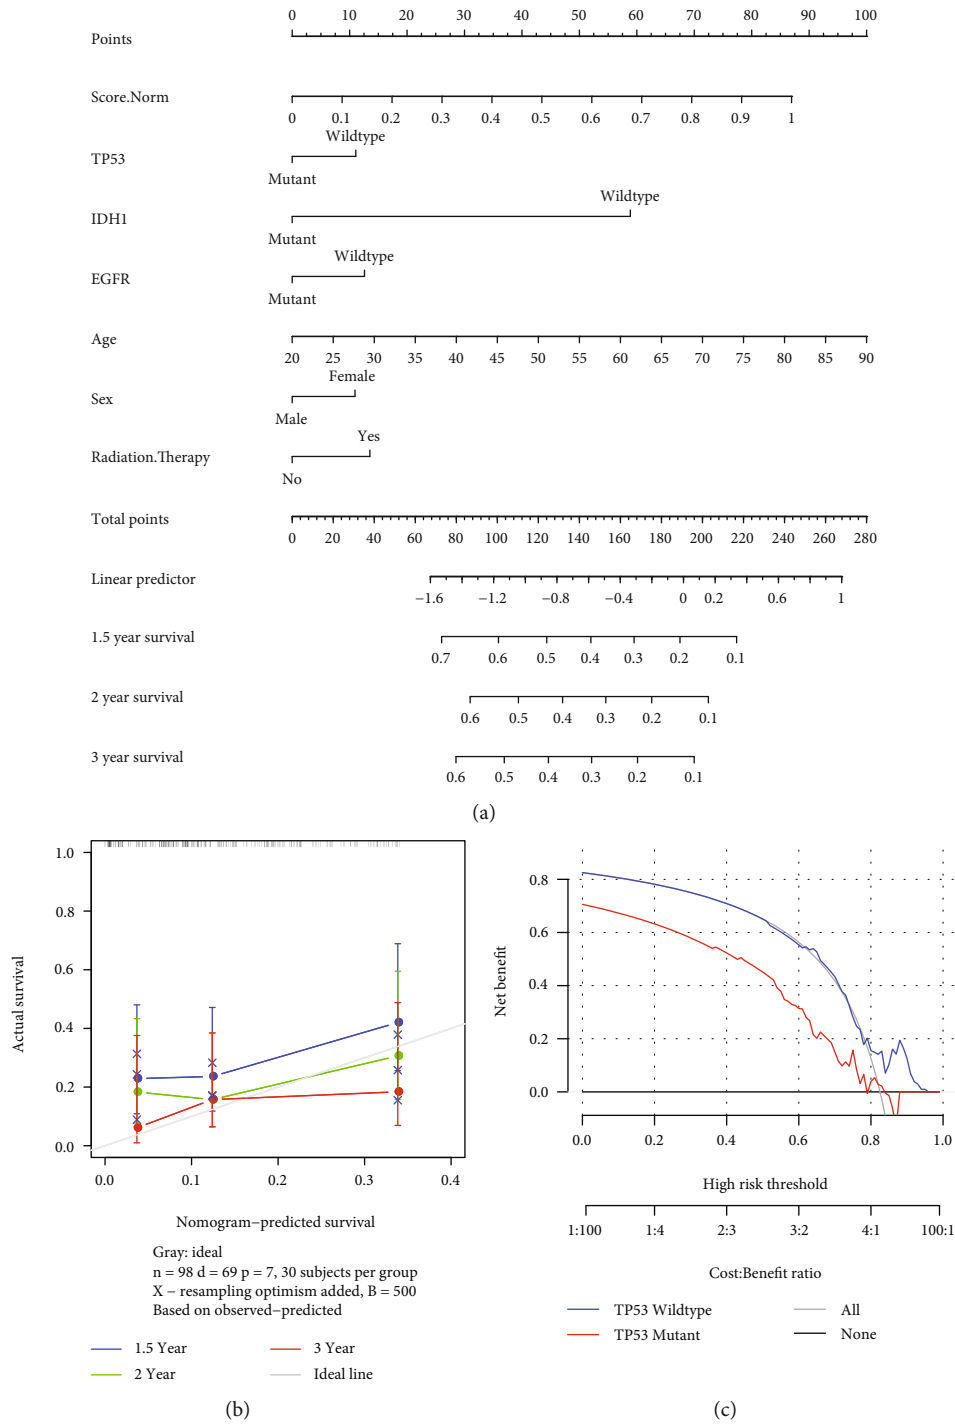 0 10 20 30 40 50 60 70 80 90 100
Points
Score.Norm
0 0.1 0.2 0.3 0.4 0.5 0.6 0.7 0.8 0.9 1
Wildtype
TP53
Mutant
Wildtype
IDH1
Mutant
Wildtype
EGFR
Mutant
Age
20 25 30 35 40 45 50 55 60 65 70 75 80 85 90
Female
Sex
Male
Yes
Radiation.Therapy
No
Total points
0 20 40 60 80 100 120 140 160 180 200 220 240 260 280
Linear predictor
−1.6 −1.2 −0.8 −0.4 0 0.2 0.6 1
1.5 year survival
0.7 0.6 0.5 0.4 0.3 0.2 0.1
2 year survival
0.6 0.5 0.4 0.3 0.2 0.1
3 year survival
0.6 0.5 0.4 0.3 0.2 0.1
(a)
Actual survival
1.0
0.8
0.6
0.4
0.2
0.0
0.0 0.1 0.2 0.3 0.4
Nomogram−predicted survival
Gray: ideal
n = 98 d = 69 p = 7, 30 subjects per group
X − resampling optimism added, B = 500
Based on observed−predicted
1.5 Year
3 Year
2 Year
Ideal line
(b)
Net benefit
0.8
0.6
0.4
0.2
0.0
0.0 0.2 0.4 0.6 0.8 1.0
High risk threshold
1:100 1:4 2:3 3:2 4:1 100:1
Cost:Benefit ratio
TP53 Wildtype
All
TP53 Mutant
None
(c)